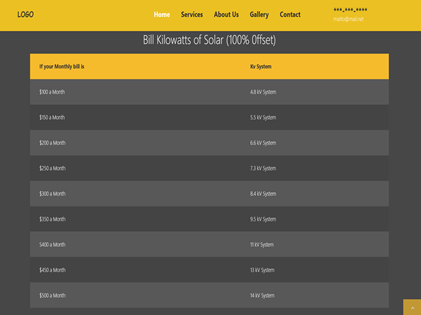 LOGO
Home Services About Us Gallery Contact
***-***-****
mailto@mail.net
Bill Kilowatts of Solar (100% Offset)
If your Monthly bill is Kv System
$100 a Month 4.8 kV System
$150 a Month 5.5 kV System
$200 a Month 6.6 kV System
$250 a Month 7.3 kV System
$300 a Month 8.4 kV System
$350 a Month 9.5 kV System
$400 a Month 11 kV System
$450 a Month 13 kV System
$500 a Month 14 kV System